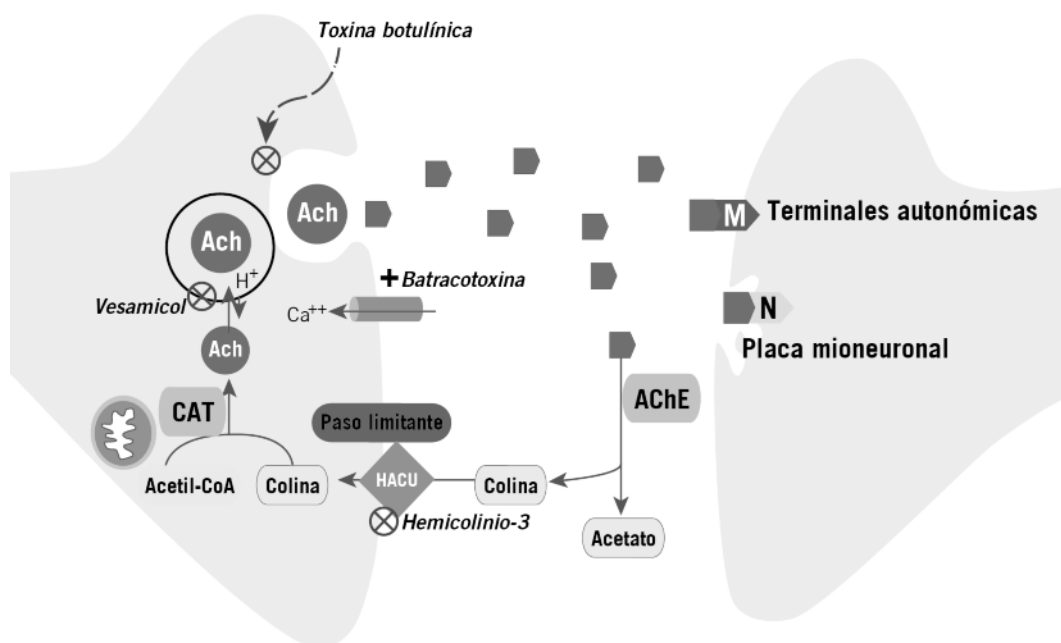 Toxina botulínica
Ach
M
Terminales autonómicas
Ach
H+
+ Batracotoxina
Vesamicol
Ca++
N
Placa mioneuronal
Ach
AChE
CAT
Paso limitante
HACU
Acetil-CoA
Colina
Colina
Hemicolinio-3
Acetato